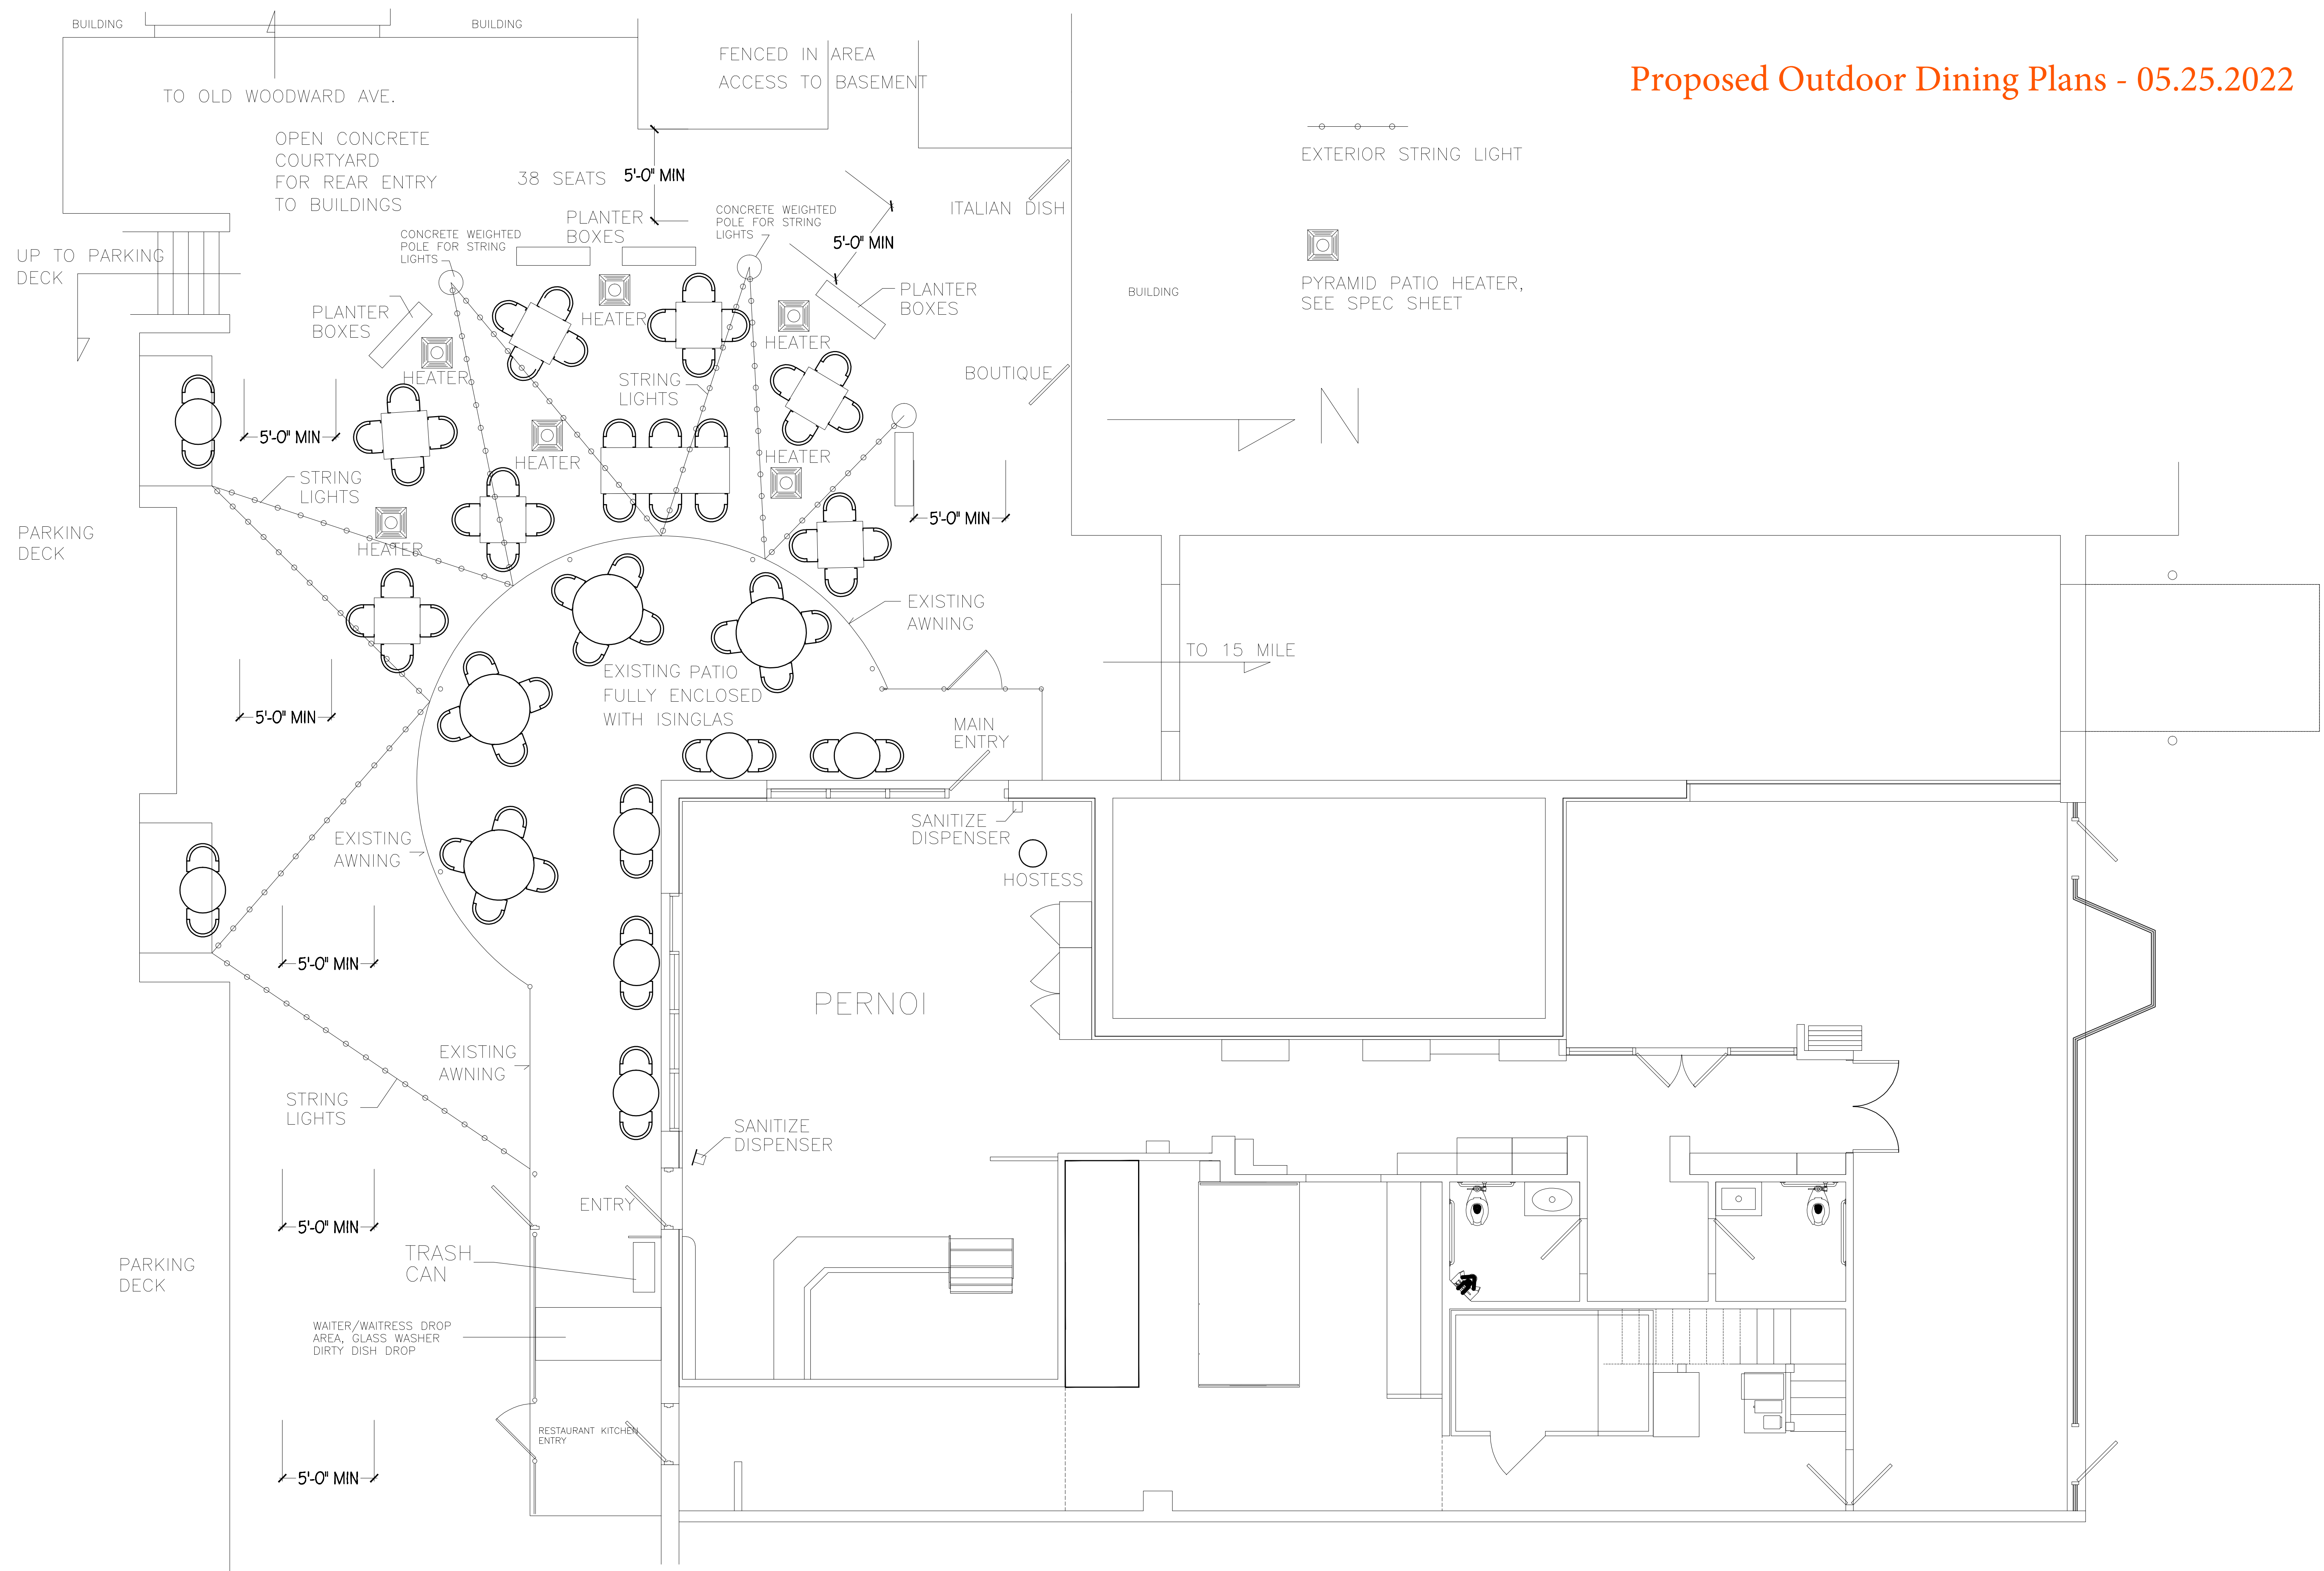 BUILDING
BUILDING
FENCED IN AREA
ACCESS TO BASEMENT
Proposed Outdoor Dining Plans - 05.25.2022
TO OLD WOODWARD AVE.
OPEN CONCRETE
COURTYARD
FOR REAR ENTRY
TO BUILDINGS
38 SEATS
5'-0" MIN
EXTERIOR STRING LIGHT
PLANTER
BOXES
CONCRETE WEIGHTED
POLE FOR STRING
LIGHTS
CONCRETE WEIGHTED
POLE FOR STRING
LIGHTS
5'-0" MIN
ITALIAN DISH
UP TO PARKING
DECK
PLANTER
BOXES
HEATER
HEATER
HEATER
PLANTER
BOXES
BUILDING
PYRAMID PATIO HEATER,
SEE SPEC SHEET
STRING
LIGHTS
BOUTIQUE
N
5'-0" MIN
HEATER
HEATER
STRING
LIGHTS
5'-0" MIN
PARKING
DECK
HEATER
EXISTING
AWNING
TO 15 MILE
EXISTING PATIO
FULLY ENCLOSED
WITH ISINGLAS
5'-0" MIN
MAIN
ENTRY
EXISTING
AWNING
SANITIZE
DISPENSER
HOSTESS
5'-0" MIN
PERNOI
EXISTING
AWNING
STRING
LIGHTS
SANITIZE
DISPENSER
5'-0" MIN
ENTRY
PARKING
DECK
TRASH
CAN
WAITER/WAITRESS DROP
AREA, GLASS WASHER
DIRTY DISH DROP
RESTAURANT KITCHEN
ENTRY
5'-0" MIN